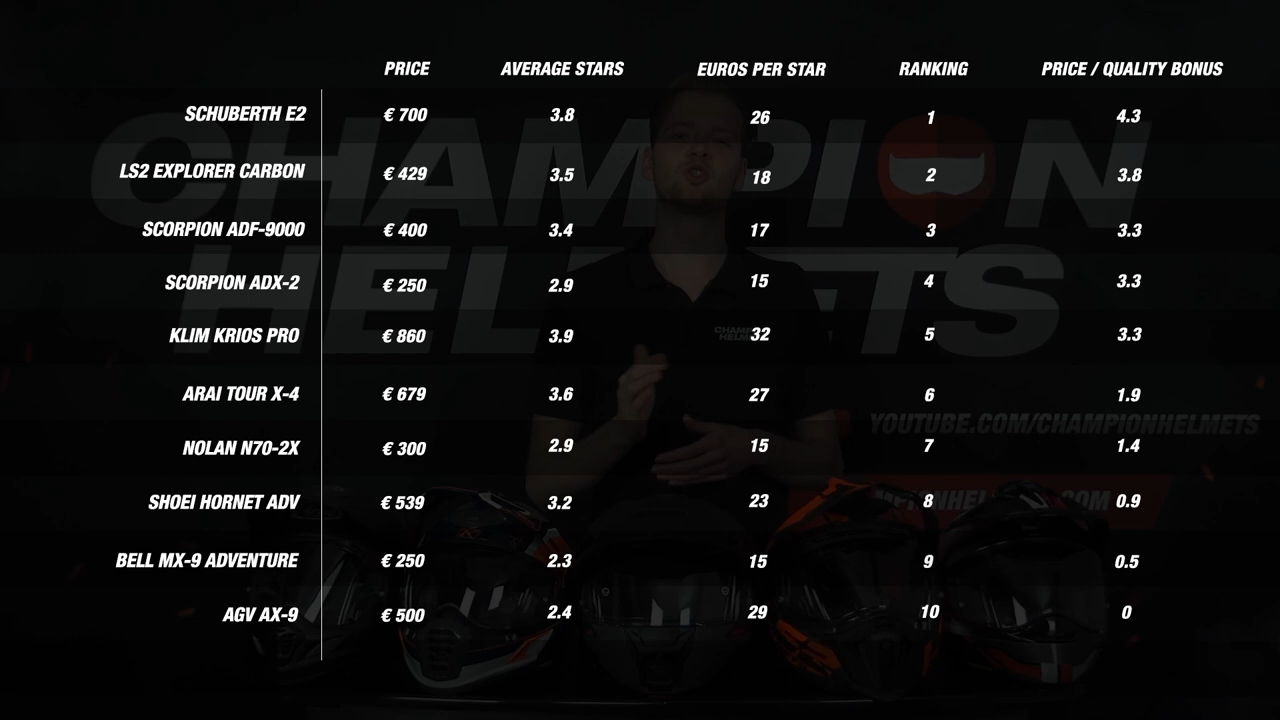 PRICE AVERAGE STARS EUROS PER STAR RANKING PRICE / QUALITY BONUS
SCHUBERTH E2 € 700 3.8 26 1 4.3
LS2 EXPLORER CARBON € 429 3.5 18 2 3.8
SCORPION ADF-9000 € 400 3.4 17 3 3.3
SCORPION ADX-2 € 250 2.9 15 4 3.3
KLIM KRIOS PRO € 860 3.9 32 5 3.3
ARAI TOUR X-4 € 679 3.6 27 6 1.9
NOLAN N70-2X € 300 2.9 15 7 1.4
SHOEI HORNET ADV € 539 3.2 23 8 0.9
BELL MX-9 ADVENTURE € 250 2.3 15 9 0.5
AGV AX-9 € 500 2.4 29 10 0
CHAMPION
HELMETS
YOUTUBE.COM/CHAMPIONHELMETS